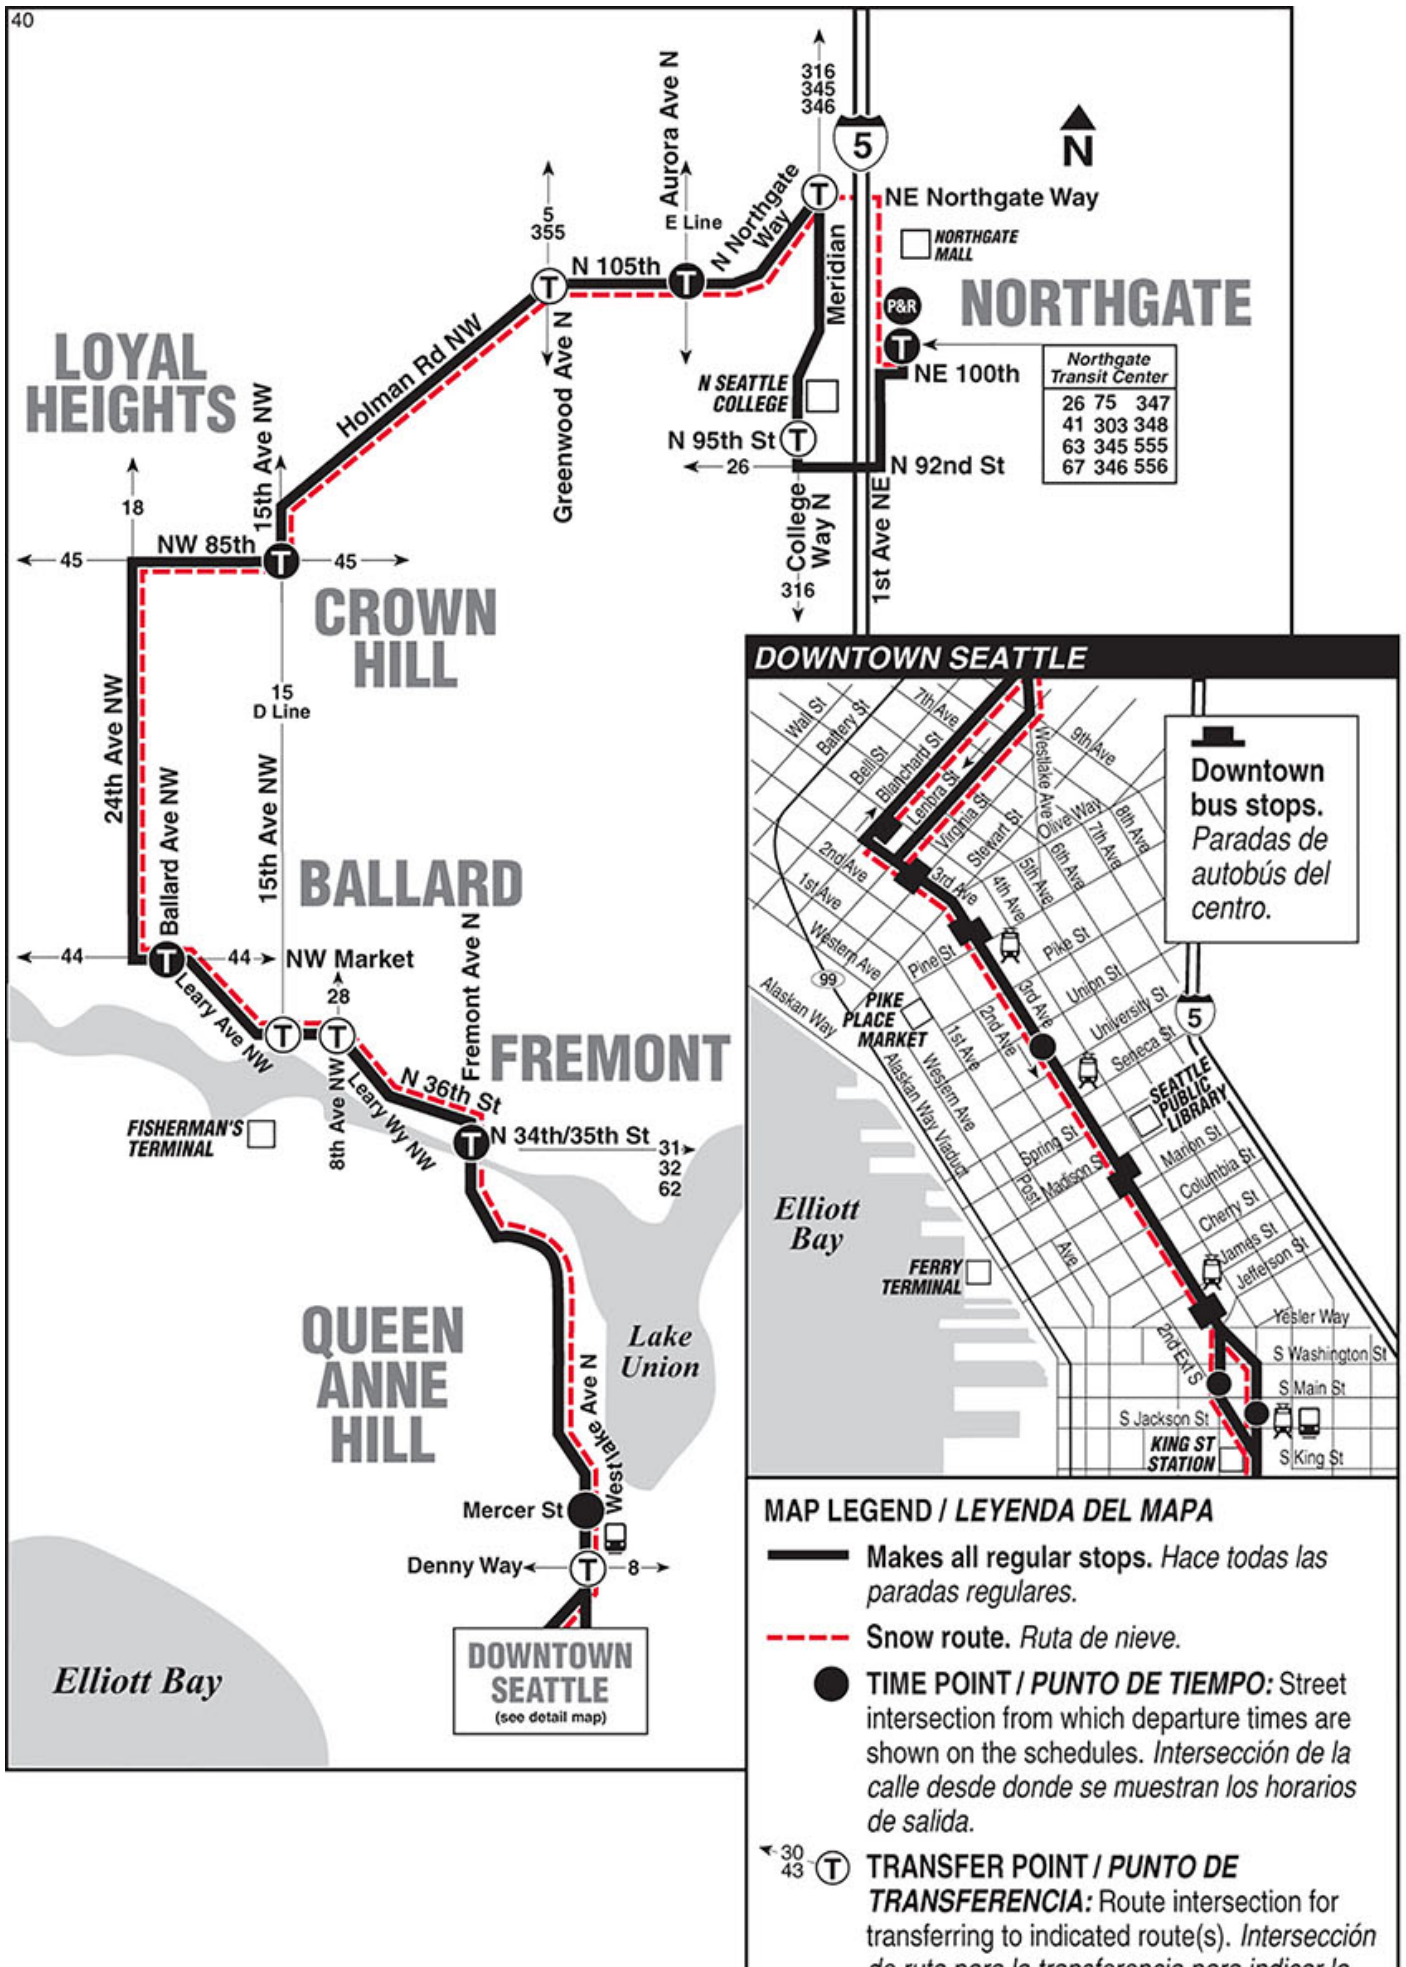 40
Aurora Ave N
316
345
346
5
N
5
355
E Line
N Northgate
Way
T
NE Northgate Way
NORTHGATE
MALL
N 105th
T
T
Meridian
P&R
NORTHGATE
T
NE 100th
Northgate
Transit Center
26 75 347
41 303 348
63 345 555
67 346 556
LOYAL
HEIGHTS
Holman Rd NW
15th Ave NW
Greenwood Ave N
N SEATTLE
COLLEGE
N 95th St
T
26
N 92nd St
College
Way N
1st Ave NE
316
18
NW 85th
45
T
45
CROWN
HILL
24th Ave NW
15
D Line
15th Ave NW
Ballard Ave NW
BALLARD
44
T
44
NW Market
28
Leary Ave NW
T
T
Fremont Ave N
FREMONT
8th Ave NW
Leary Wy NW
N 36th St
T
N 34th/35th St
31
32
62
FISHERMAN'S
TERMINAL
QUEEN
ANNE
HILL
Lake
Union
Westlake Ave N
Mercer St
Denny Way
T
8
DOWNTOWN
SEATTLE
(see detail map)
Elliott Bay
DOWNTOWN SEATTLE
Wall St
Battery St
7th Ave
Bell St
Blanchard St
Lenora St
Virginia St
Westlake Ave
9th Ave
Stewart St
Olive Way
8th Ave
7th Ave
6th Ave
5th Ave
4th Ave
3rd Ave
2nd Ave
1st Ave
Western Ave
Alaskan Way
99
Pine St
Pike St
Union St
University St
Seneca St
PIKE
PLACE
MARKET
3rd Ave
2nd Ave
1st Ave
Western Ave
Alaskan Way Viaduct
5
SEATTLE
PUBLIC
LIBRARY
Spring St
Madison St
Marion St
Columbia St
Cherry St
James St
Jefferson St
Post
Ave
Elliott
Bay
FERRY
TERMINAL
Yesler Way
2nd Ext S
S Washington St
S Main St
S Jackson St
KING ST
STATION
S King St
Downtown
bus stops.
Paradas de
autobús del
centro.
MAP LEGEND / LEYENDA DEL MAPA
Makes all regular stops. Hace todas las
paradas regulares.
Snow route. Ruta de nieve.
TIME POINT / PUNTO DE TIEMPO: Street
intersection from which departure times are
shown on the schedules. Intersección de la
calle desde donde se muestran los horarios
de salida.
30
43
T
TRANSFER POINT / PUNTO DE
TRANSFERENCIA: Route intersection for
transferring to indicated route(s). Intersección
de ruta para la transferencia para indicar la